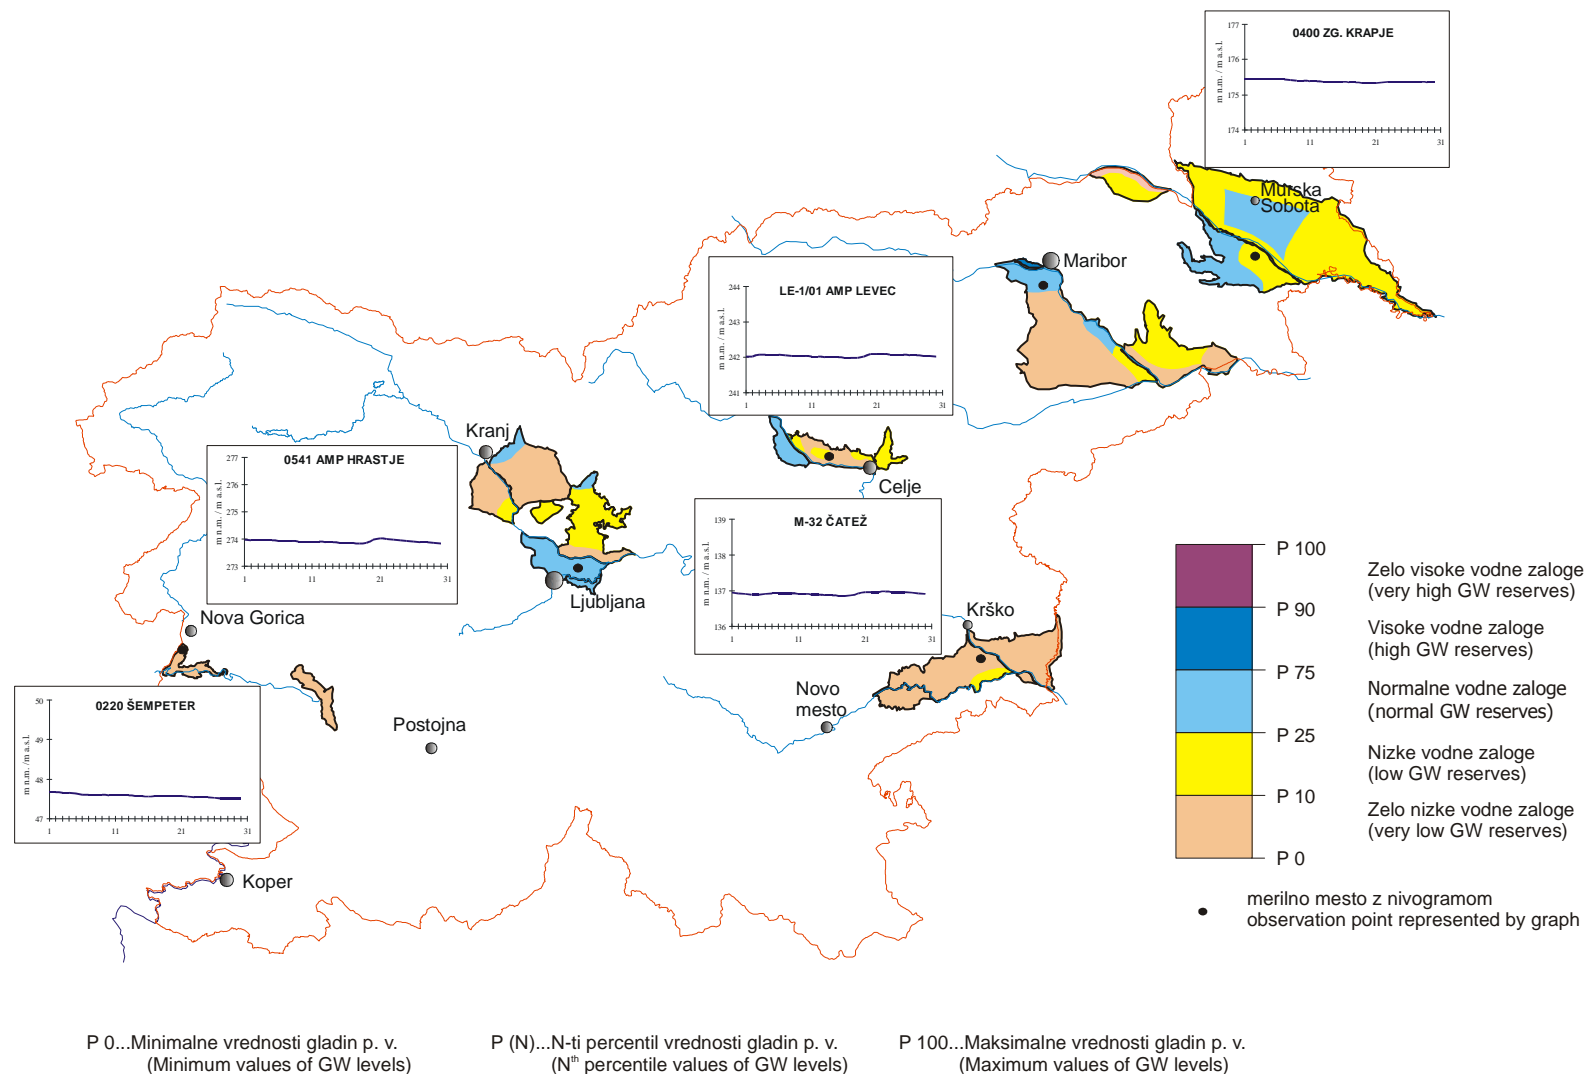 0400 ZG. KRAPJE
m n.m. / m a.s.l.
177
176
175
174
1
11
21
31
Murska
Sobota
Maribor
LE-1/01 AMP LEVEC
m n.m. / m a.s.l.
244
243
242
241
1
11
21
31
Kranj
Celje
0541 AMP HRASTJE
m n.m. / m a.s.l.
277
276
275
274
273
1
11
21
31
M-32 ČATEŽ
m n.m. / m a.s.l.
139
138
137
136
1
11
21
31
Ljubljana
Nova Gorica
Krško
Novo
mesto
Postojna
0220 ŠEMPETER
m n.m. / m a.s.l.
50
49
48
47
1
11
21
31
Koper
P 100
Zelo visoke vodne zaloge
(very high GW reserves)
P 90
Visoke vodne zaloge
(high GW reserves)
P 75
Normalne vodne zaloge
(normal GW reserves)
P 25
Nizke vodne zaloge
(low GW reserves)
P 10
Zelo nizke vodne zaloge
(very low GW reserves)
P 0
merilno mesto z nivogramom
observation point represented by graph
P 0...Minimalne vrednosti gladin p. v.
(Minimum values of GW levels)
P (N)...N-ti percentil vrednosti gladin p. v.
(Nth percentile values of GW levels)
P 100...Maksimalne vrednosti gladin p. v.
(Maximum values of GW levels)